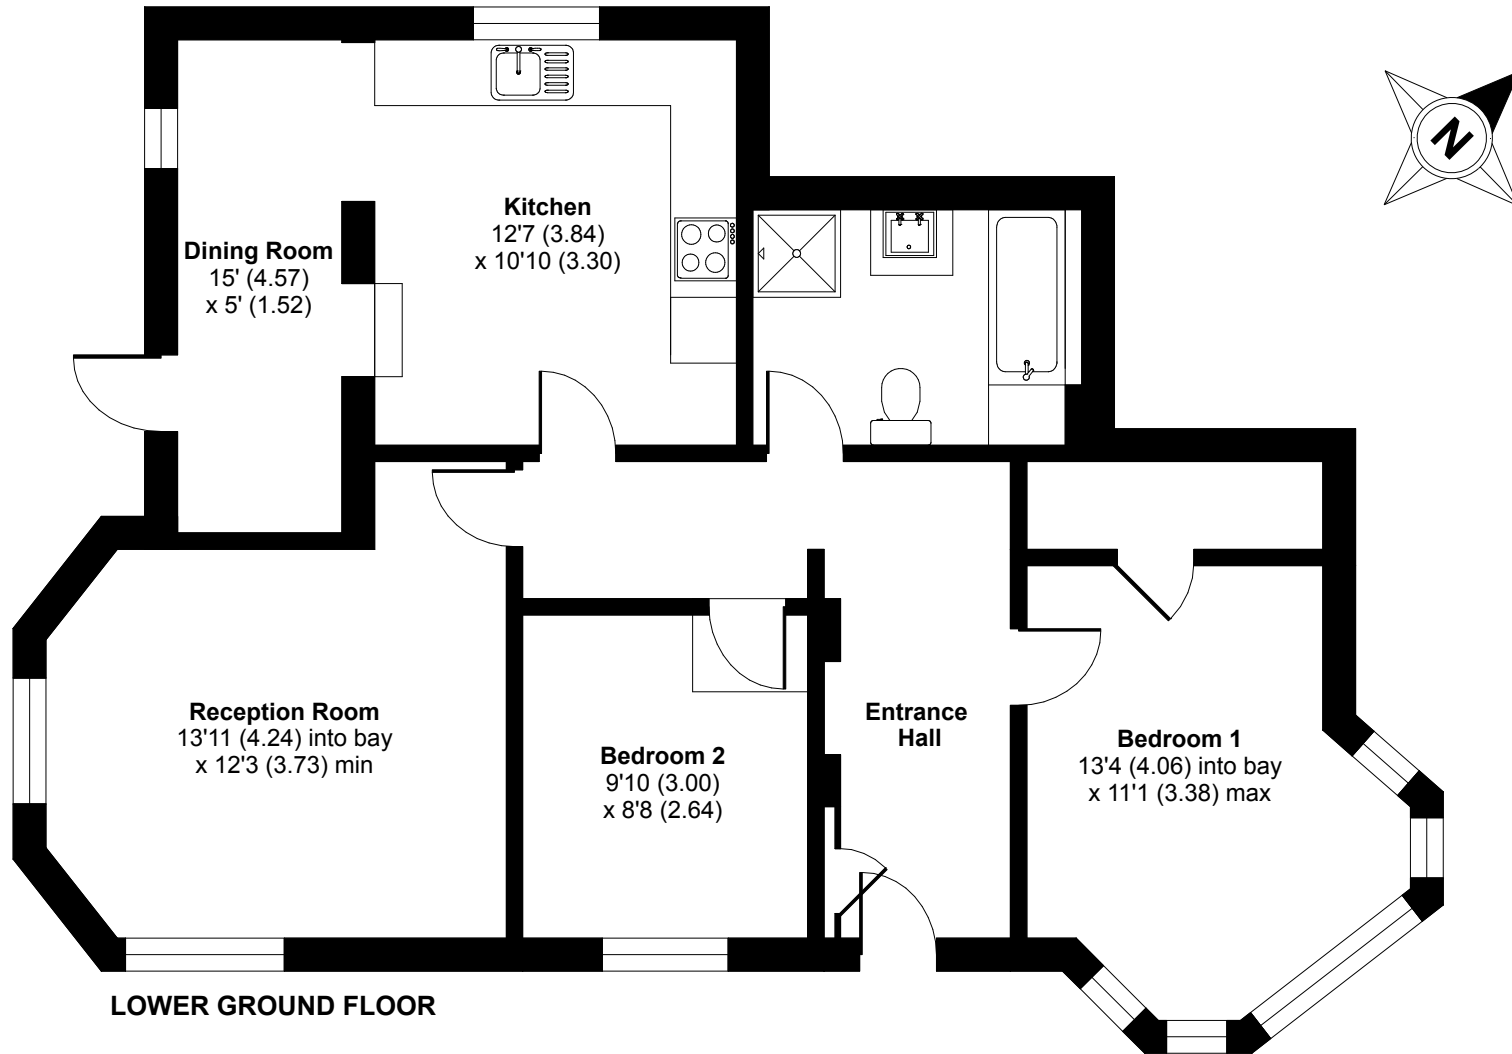 N
Kitchen
12'7 (3.84)
x 10'10 (3.30)
Dining Room
15' (4.57)
x 5' (1.52)
Reception Room
13'11 (4.24) into bay
x 12'3 (3.73) min
Bedroom 2
9'10 (3.00)
x 8'8 (2.64)
Entrance
Hall
Bedroom 1
13'4 (4.06) into bay
x 11'1 (3.38) max
LOWER GROUND FLOOR